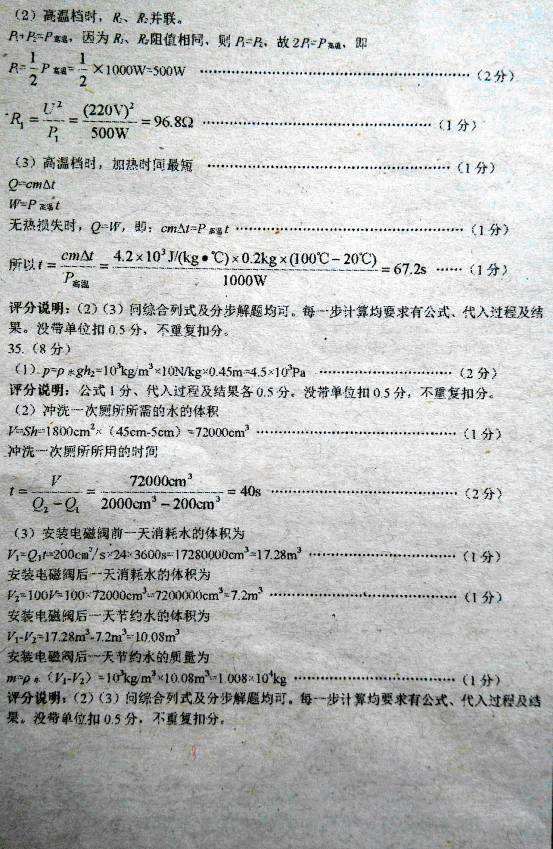 （2）高温档时，R₁、R₂并联。
P₁+P₂=P高温，因为 R₁、R₂阻值相同，则 P₁=P₂，故 2P₁=P高温，即
P₁=1/2 P高温=1/2×1000W=500W ……（2分）
R₁=U²/P₁=(220V)²/500W=96.8Ω ……（1分）
（3）高温档时，加热时间最短 ……（1分）
Q=cmΔt
W=P高温t
无热损失时，Q=W，即：cmΔt=P高温t ……（1分）
所以 t=cmΔt/P高温=4.2×10³J/(kg●℃)×0.2kg×(100℃－20℃)/1000W=67.2s ……（1分）
评分说明：（2）（3）问综合列式及分步解题均可。每一步计算均要求有公式、代入过程及结
果。没带单位扣 0.5 分，不重复扣分。
35.（8分）
（1）p=ρ水gh₂=10³kg/m³×10N/kg×0.45m=4.5×10³Pa ……（2分）
评分说明：公式 1 分、代入过程及结果各 0.5 分。没带单位扣 0.5 分，不重复扣分。
（2）冲洗一次厕所所需的水的体积
V=Sh=1800cm²×（45cm-5cm）=72000cm³ ……（1分）
冲洗一次厕所所用的时间
t=V/(Q₂－Q₁)=72000cm³/(2000cm³－200cm³)=40s ……（2分）
（3）安装电磁阀前一天消耗水的体积为
V₁=Q₁t=200cm³/s×24×3600s=17280000cm³=17.28m³ ……（1分）
安装电磁阀后一天消耗水的体积为
V₂=100V=100×72000cm³=7200000cm³=7.2m³ ……（1分）
安装电磁阀后一天节约水的体积为
V₁-V₂=17.28m³-7.2m³=10.08m³
安装电磁阀后一天节约水的质量为
m=ρ水（V₁-V₂）=10³kg/m³×10.08m³=1.008×10⁴kg ……（1分）
评分说明：（2）（3）问综合列式及分步解题均可。每一步计算均要求有公式、代入过程及结
果。没带单位扣 0.5 分，不重复扣分。